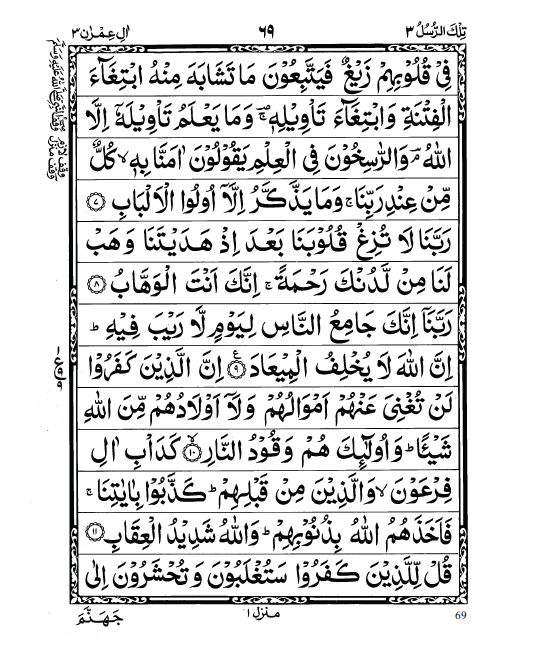 تِلْكَ الرُّسُلُ ٣
٦٩
اٰلِ عِمْرٰن ٣
فِىْ قُلُوْبِهِمْ زَيْغٌ فَيَتَّبِعُوْنَ مَا تَشَابَهَ مِنْهُ ابْتِغَآءَ
الْفِتْنَةِ وَابْتِغَآءَ تَاْوِيْلِهٖ ۚ وَمَا يَعْلَمُ تَاْوِيْلَهٗٓ اِلَّا
اللّٰهُ ۘ وَالرّٰسِخُوْنَ فِى الْعِلْمِ يَقُوْلُوْنَ اٰمَنَّا بِهٖ ۙ كُلٌّ
مِّنْ عِنْدِ رَبِّنَا ۚ وَمَا يَذَّكَّرُ اِلَّآ اُولُوا الْاَلْبَابِ ۝٧
رَبَّنَا لَا تُزِغْ قُلُوْبَنَا بَعْدَ اِذْ هَدَيْتَنَا وَهَبْ
لَنَا مِنْ لَّدُنْكَ رَحْمَةً ۚ اِنَّكَ اَنْتَ الْوَهَّابُ ۝٨
رَبَّنَآ اِنَّكَ جَامِعُ النَّاسِ لِيَوْمٍ لَّا رَيْبَ فِيْهِ ؕ
اِنَّ اللّٰهَ لَا يُخْلِفُ الْمِيْعَادَ ۝٩ اِنَّ الَّذِيْنَ كَفَرُوْا
لَنْ تُغْنِىَ عَنْهُمْ اَمْوَالُهُمْ وَلَآ اَوْلَادُهُمْ مِّنَ اللّٰهِ
شَيْـًٔا ؕ وَاُولٰٓئِكَ هُمْ وَقُوْدُ النَّارِ ۝١٠ كَدَاْبِ اٰلِ
فِرْعَوْنَ ۙ وَالَّذِيْنَ مِنْ قَبْلِهِمْ ؕ كَذَّبُوْا بِاٰيٰتِنَا ۚ
فَاَخَذَهُمُ اللّٰهُ بِذُنُوْبِهِمْ ؕ وَاللّٰهُ شَدِيْدُ الْعِقَابِ ۝١١
قُلْ لِّلَّذِيْنَ كَفَرُوْا سَتُغْلَبُوْنَ وَتُحْشَرُوْنَ اِلٰى
جَهَنَّمَ
منزل ١
69